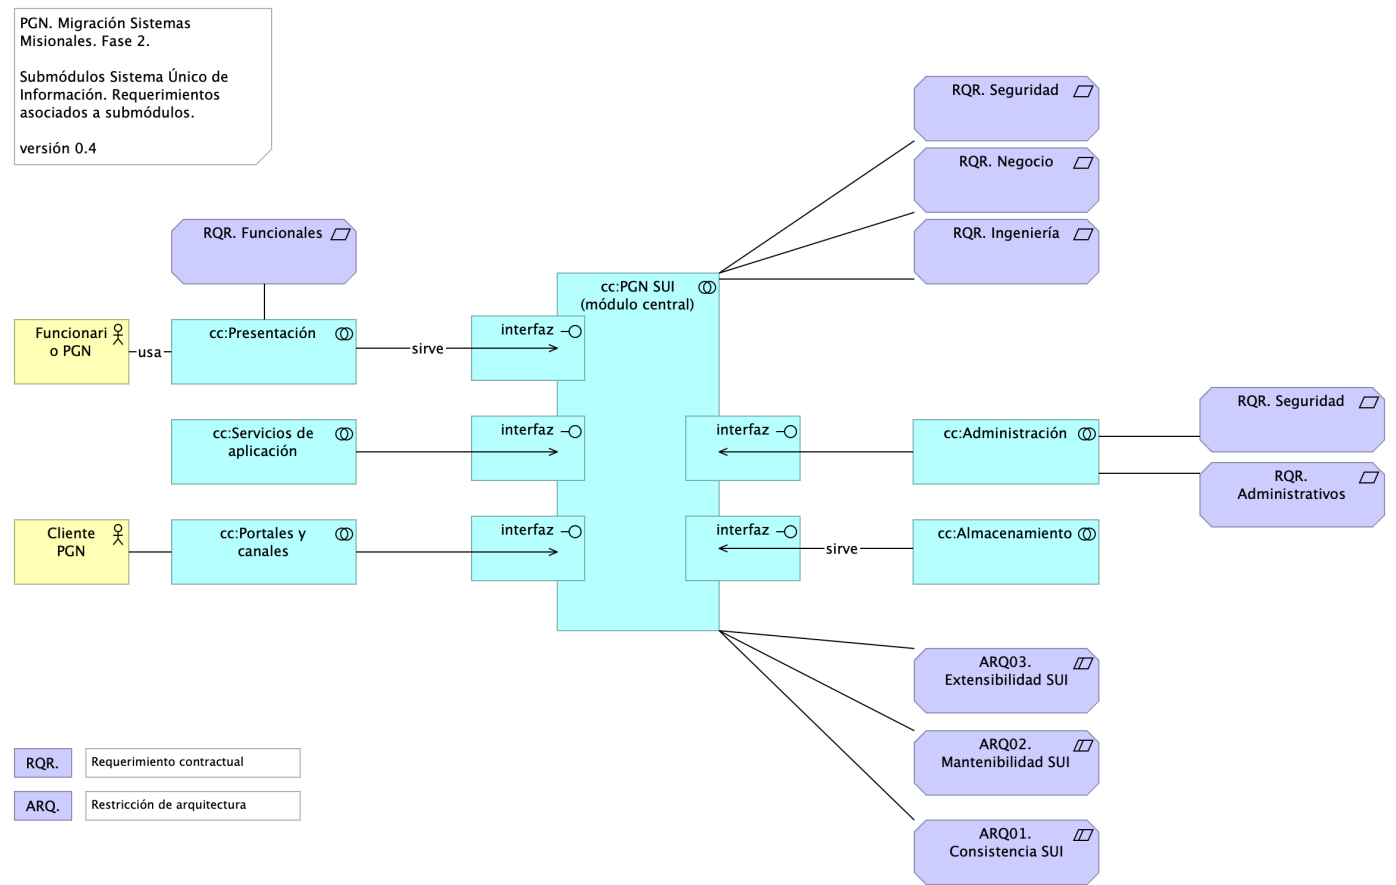 PGN. Migración Sistemas
Misionales. Fase 2.
Submódulos Sistema Único de
Información. Requerimientos
asociados a submódulos.
versión 0.4
RQR. Seguridad
RQR. Negocio
RQR. Ingeniería
RQR. Funcionales
cc:PGN SUI
(módulo central)
Funcionari
o PGN
usa
cc:Presentación
sirve
interfaz
cc:Servicios de
aplicación
interfaz
interfaz
cc:Administración
RQR. Seguridad
RQR.
Administrativos
Cliente
PGN
cc:Portales y
canales
interfaz
interfaz
sirve
cc:Almacenamiento
ARQ03.
Extensibilidad SUI
ARQ02.
Mantenibilidad SUI
ARQ01.
Consistencia SUI
RQR.
Requerimiento contractual
ARQ.
Restricción de arquitectura